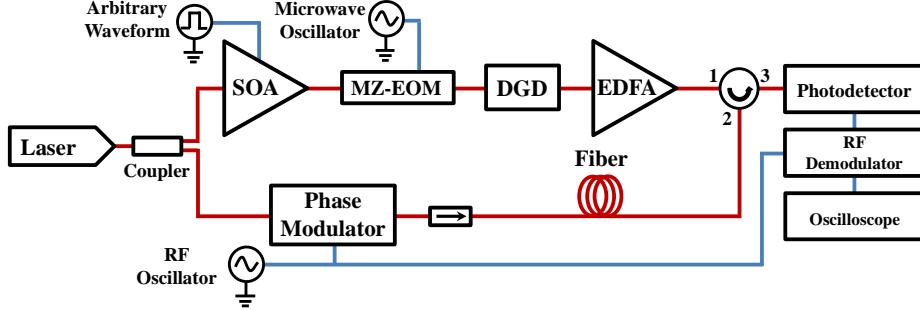 Arbitrary
Waveform
Microwave
Oscillator
SOA
MZ-EOM
DGD
EDFA
1
3
2
Photodetector
Laser
Coupler
Fiber
RF
Demodulator
Phase
Modulator
Oscilloscope
RF
Oscillator